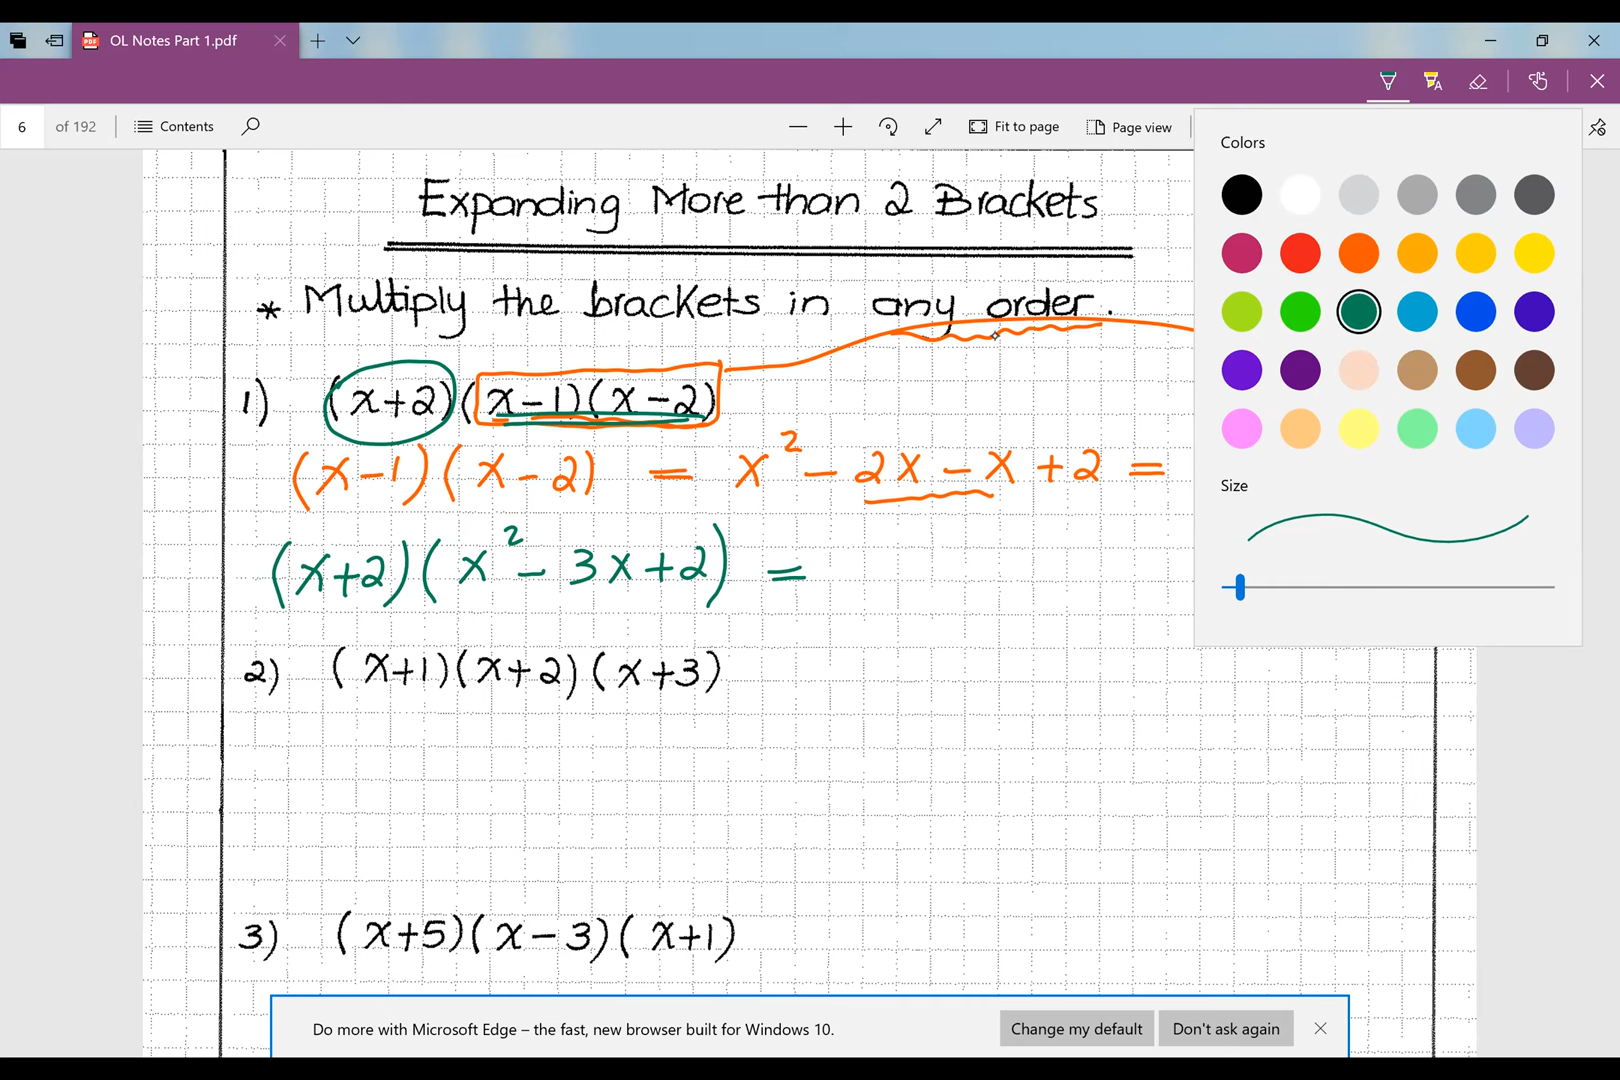 OL Notes Part 1.pdf
6 of 192 Contents Fit to page Page view
Colors
Expanding More than 2 Brackets
* Multiply the brackets in any order.
1) (x+2)(x-1)(x-2)
(x-1)(x-2) = x² - 2x - x + 2 =
Size
(x+2)(x² - 3x + 2) =
2) (x+1)(x+2)(x+3)
3) (x+5)(x-3)(x+1)
Do more with Microsoft Edge – the fast, new browser built for Windows 10. Change my default Don't ask again